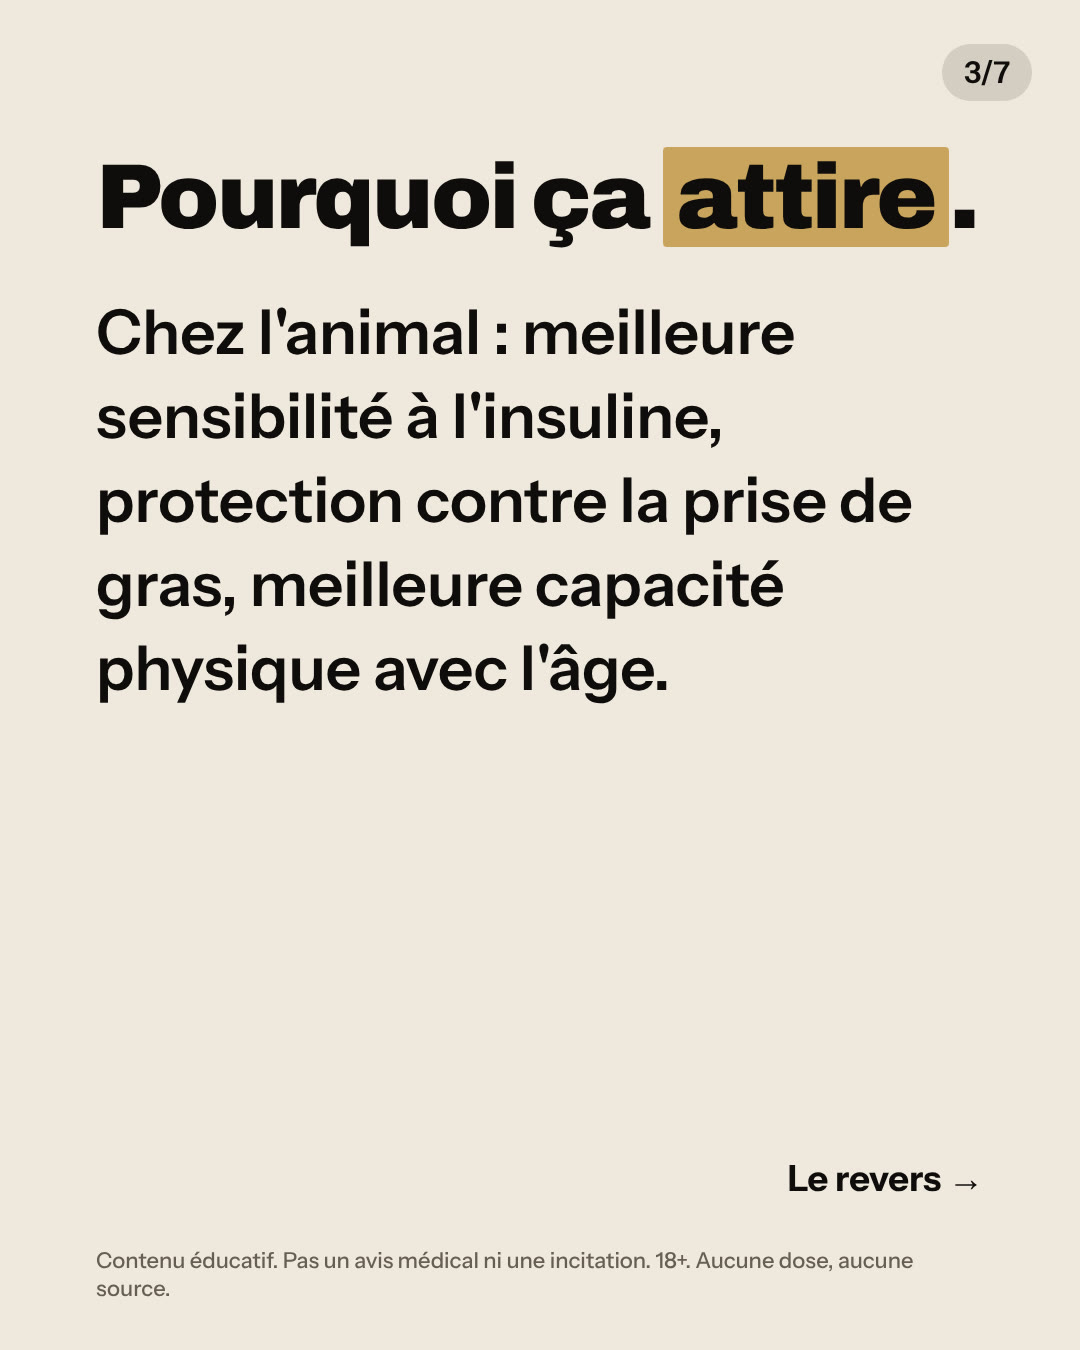 3/7
Pourquoi ça attire.
Chez l'animal : meilleure
sensibilité à l'insuline,
protection contre la prise de
gras, meilleure capacité
physique avec l'âge.
Le revers →
Contenu éducatif. Pas un avis médical ni une incitation. 18+. Aucune dose, aucune
source.